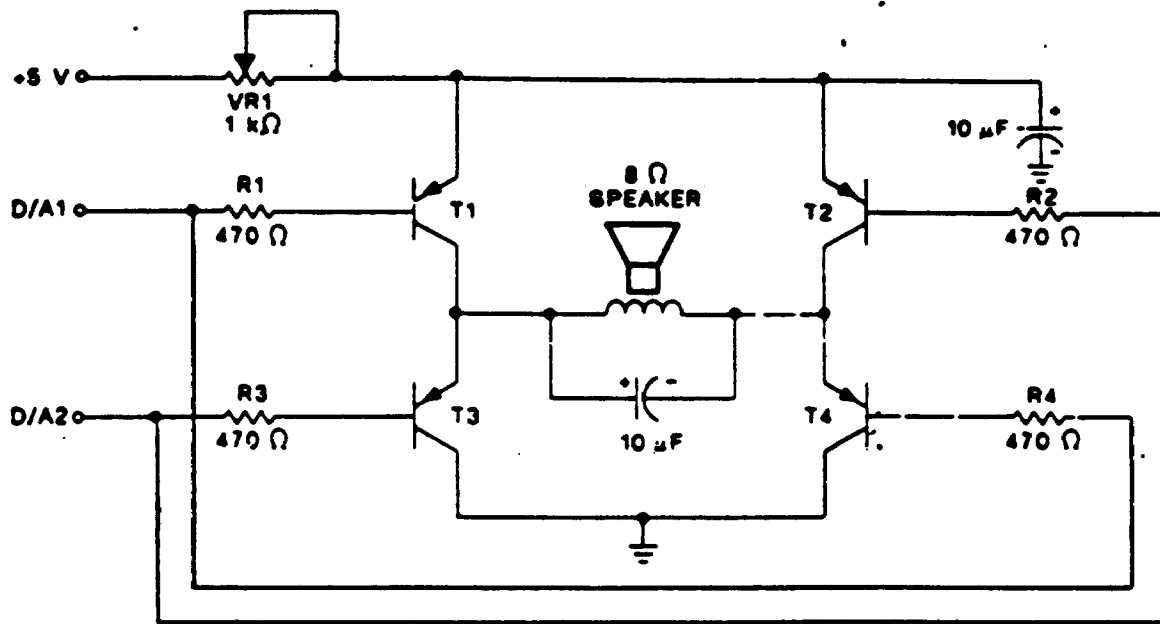 +5 V
VR1
1 kΩ
10 μF
+
-
D/A1
R1
470 Ω
T1
8 Ω
SPEAKER
T2
R2
470 Ω
D/A2
R3
470 Ω
T3
+
-
10 μF
T4
R4
470 Ω